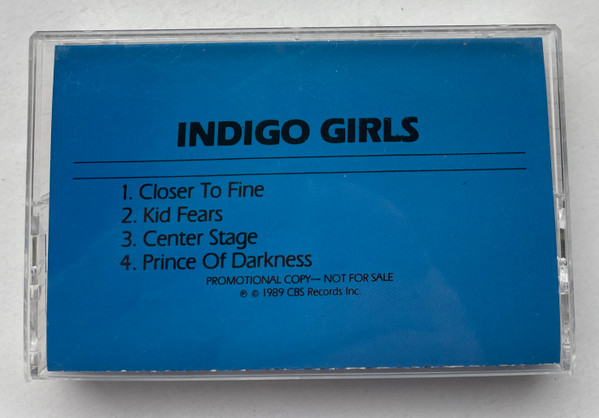 INDIGO GIRLS
1. Closer To Fine
2. Kid Fears
3. Center Stage
4. Prince Of Darkness
PROMOTIONAL COPY— NOT FOR SALE
℗ © 1989 CBS Records Inc.